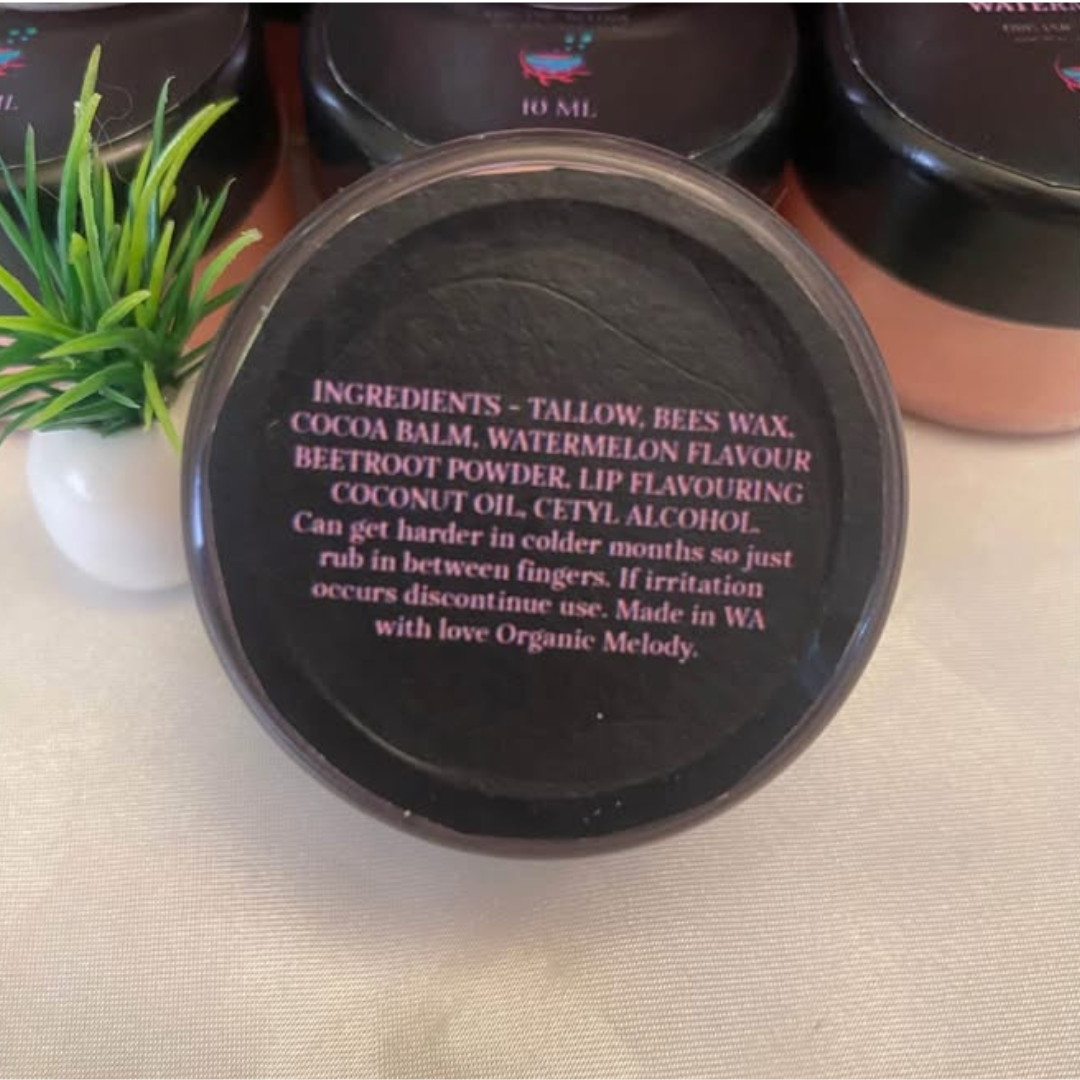 WATERM
ML
10 ML
INGREDIENTS - TALLOW, BEES WAX,
COCOA BALM, WATERMELON FLAVOUR
BEETROOT POWDER, LIP FLAVOURING
COCONUT OIL, CETYL ALCOHOL.
Can get harder in colder months so just
rub in between fingers. If irritation
occurs discontinue use. Made in WA
with love Organic Melody.